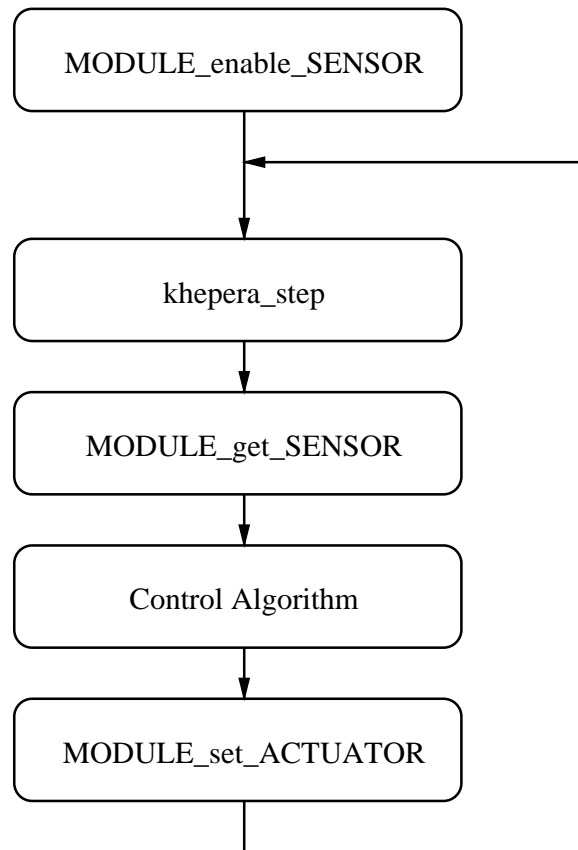 MODULE_enable_SENSOR
khepera_step
MODULE_get_SENSOR
Control Algorithm
MODULE_set_ACTUATOR